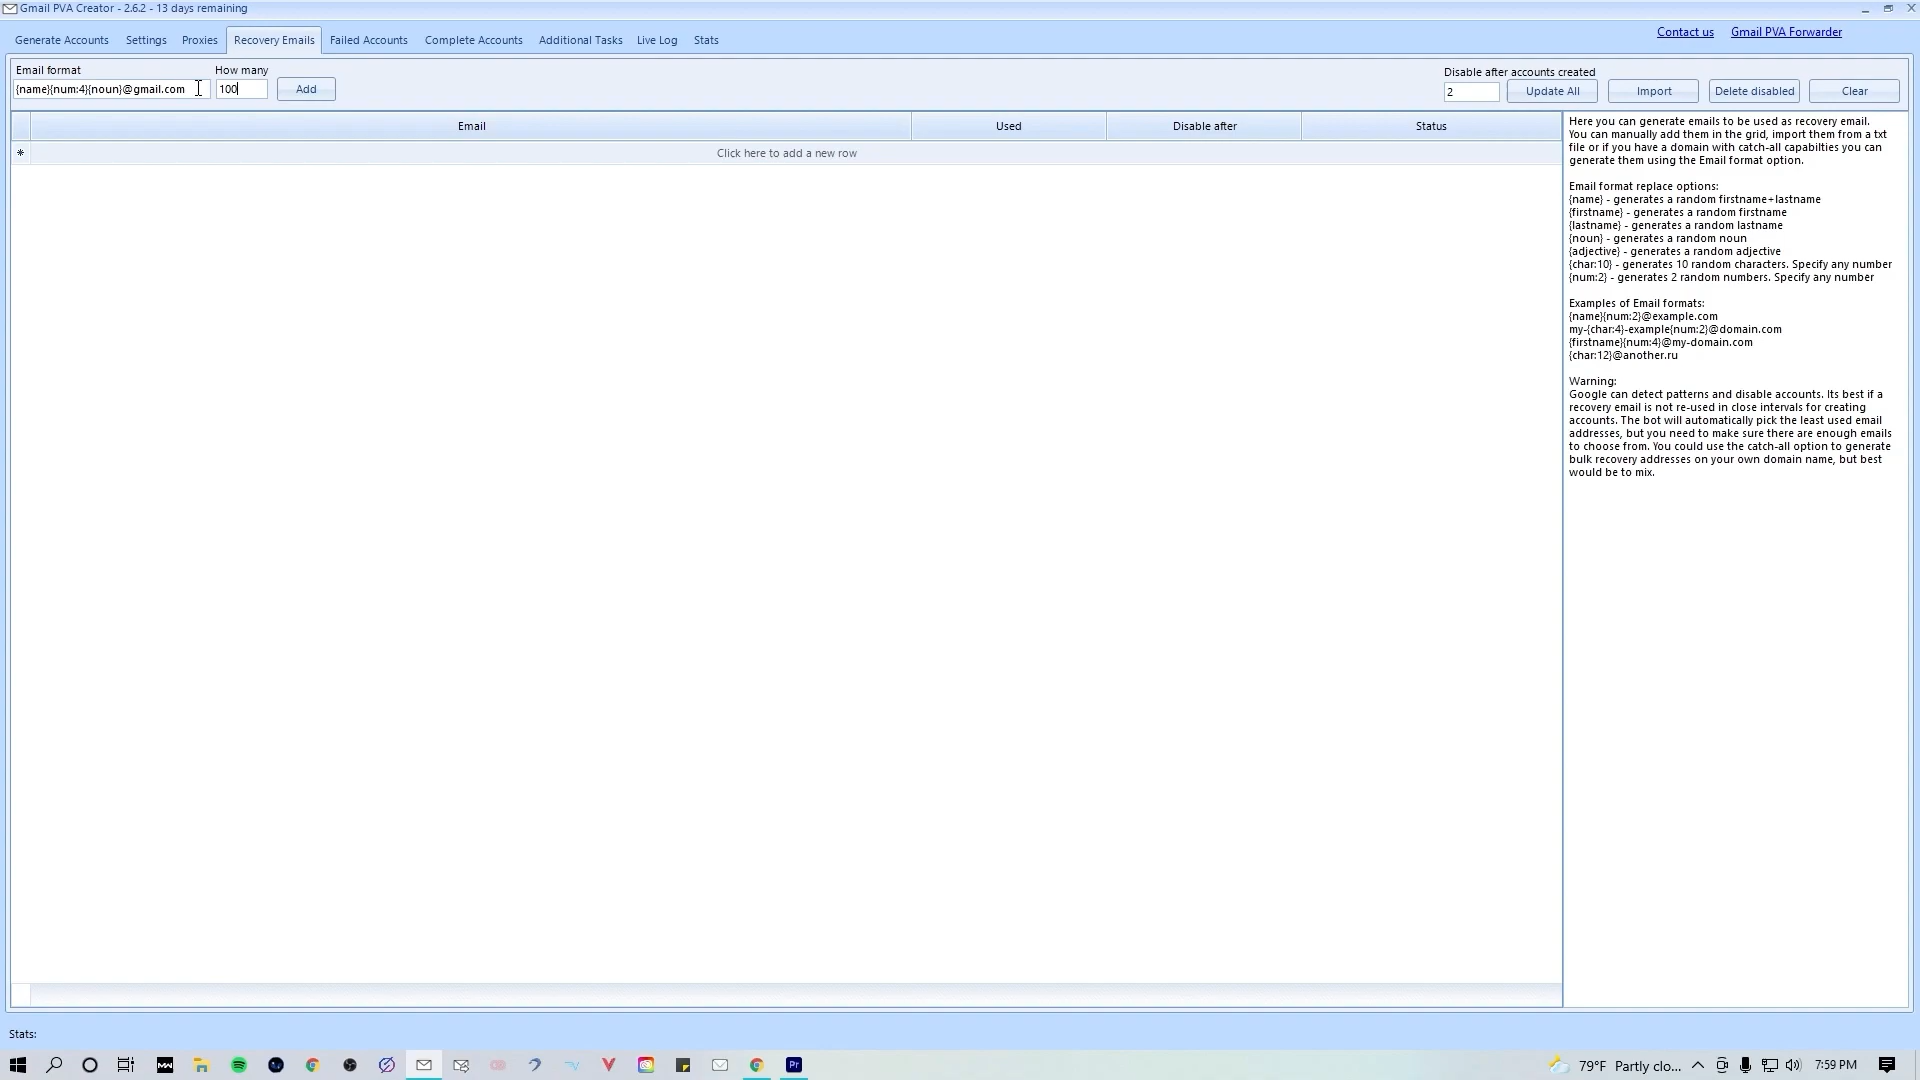 Gmail PVA Creator - 2.6.2 - 13 days remaining
Generate Accounts Settings Proxies Recovery Emails Failed Accounts Complete Accounts Additional Tasks Live Log Stats
Contact us Gmail PVA Forwarder
Email format How many
{name}{num:4}{noun}@gmail.com 100 Add
Disable after accounts created
2 Update All Import Delete disabled Clear
Email Used Disable after Status
* Click here to add a new row
Here you can generate emails to be used as recovery email.
You can manually add them in the grid, import them from a txt
file or if you have a domain with catch-all capabilties you can
generate them using the Email format option.
Email format replace options:
{name} - generates a random firstname+lastname
{firstname} - generates a random firstname
{lastname} - generates a random lastname
{noun} - generates a random noun
{adjective} - generates a random adjective
{char:10} - generates 10 random characters. Specify any number
{num:2} - generates 2 random numbers. Specify any number
Examples of Email formats:
{name}{num:2}@example.com
my-{char:4}-example{num:2}@domain.com
{firstname}{num:4}@my-domain.com
{char:12}@another.ru
Warning:
Google can detect patterns and disable accounts. Its best if a
recovery email is not re-used in close intervals for creating
accounts. The bot will automatically pick the least used email
addresses, but you need to make sure there are enough emails
to choose from. You could use the catch-all option to generate
bulk recovery addresses on your own domain name, but best
would be to mix.
Stats:
MW Pr 79°F Partly clo... 7:59 PM